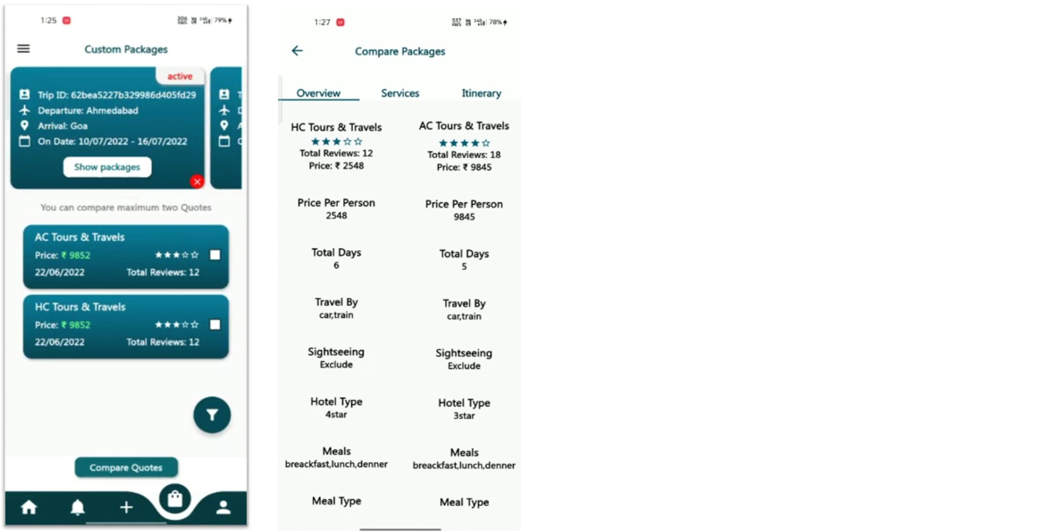 1:25
79%
Custom Packages
active
Trip ID: 62bea5227b329986d405fd29
Departure: Ahmedabad
Arrival: Goa
On Date: 10/07/2022 - 16/07/2022
Show packages
You can compare maximum two Quotes
AC Tours & Travels
Price: ₹ 9852
22/06/2022 Total Reviews: 12
HC Tours & Travels
Price: ₹ 9852
22/06/2022 Total Reviews: 12
Compare Quotes
1:27
78%
Compare Packages
Overview Services Itinerary
HC Tours & Travels AC Tours & Travels
Total Reviews: 12 Total Reviews: 18
Price: ₹ 2548 Price: ₹ 9845
Price Per Person Price Per Person
2548 9845
Total Days Total Days
6 5
Travel By Travel By
car,train car,train
Sightseeing Sightseeing
Exclude Exclude
Hotel Type Hotel Type
4star 3star
Meals Meals
breackfast,lunch,denner breackfast,lunch,denner
Meal Type Meal Type